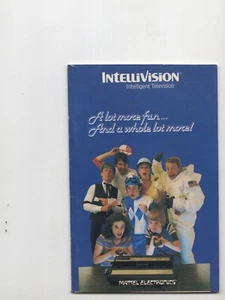 INTELLIVISION
Intelligent Television
A lot more fun...
And a whole lot more!
MATTEL ELECTRONICS